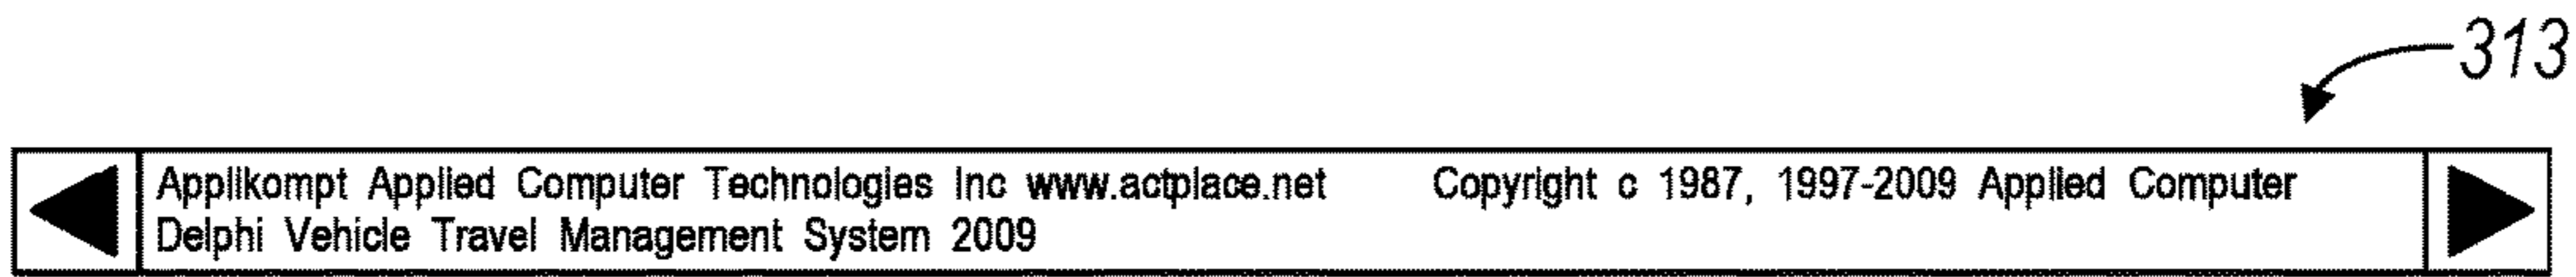 313
Applikompt Applied Computer Technologies Inc www.actplace.net Copyright c 1987, 1997-2009 Applied Computer
Delphi Vehicle Travel Management System 2009